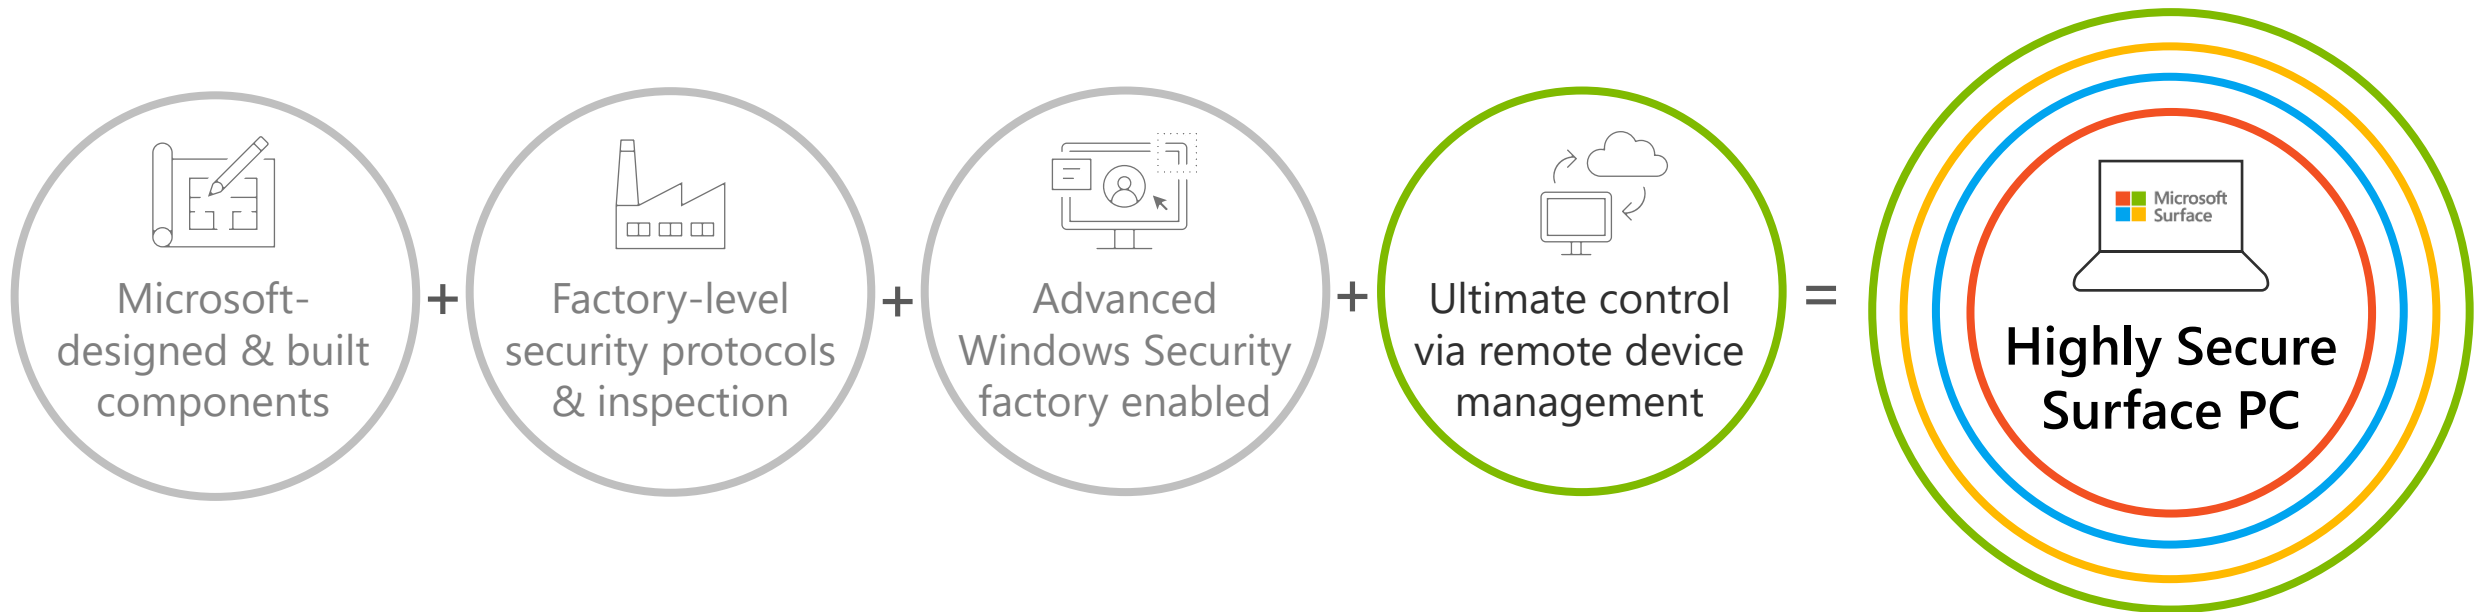 Microsoft-
designed & built
components
+
Factory-level
security protocols
& inspection
+
Advanced
Windows Security
factory enabled
+
Ultimate control
via remote device
management
=
Microsoft
Surface
Highly Secure
Surface PC